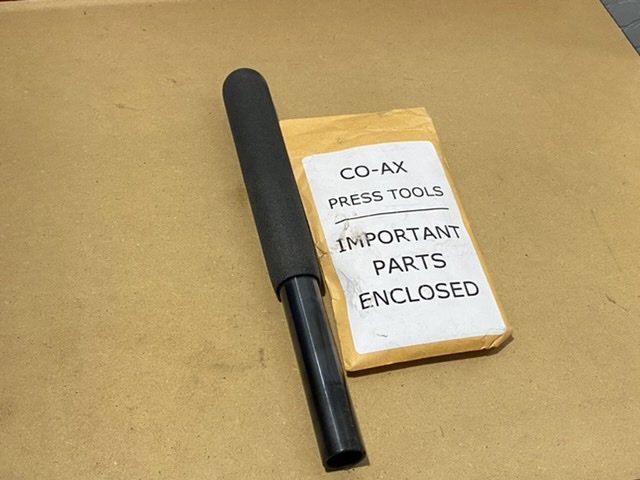 CO-AX
PRESS TOOLS
IMPORTANT
PARTS
ENCLOSED